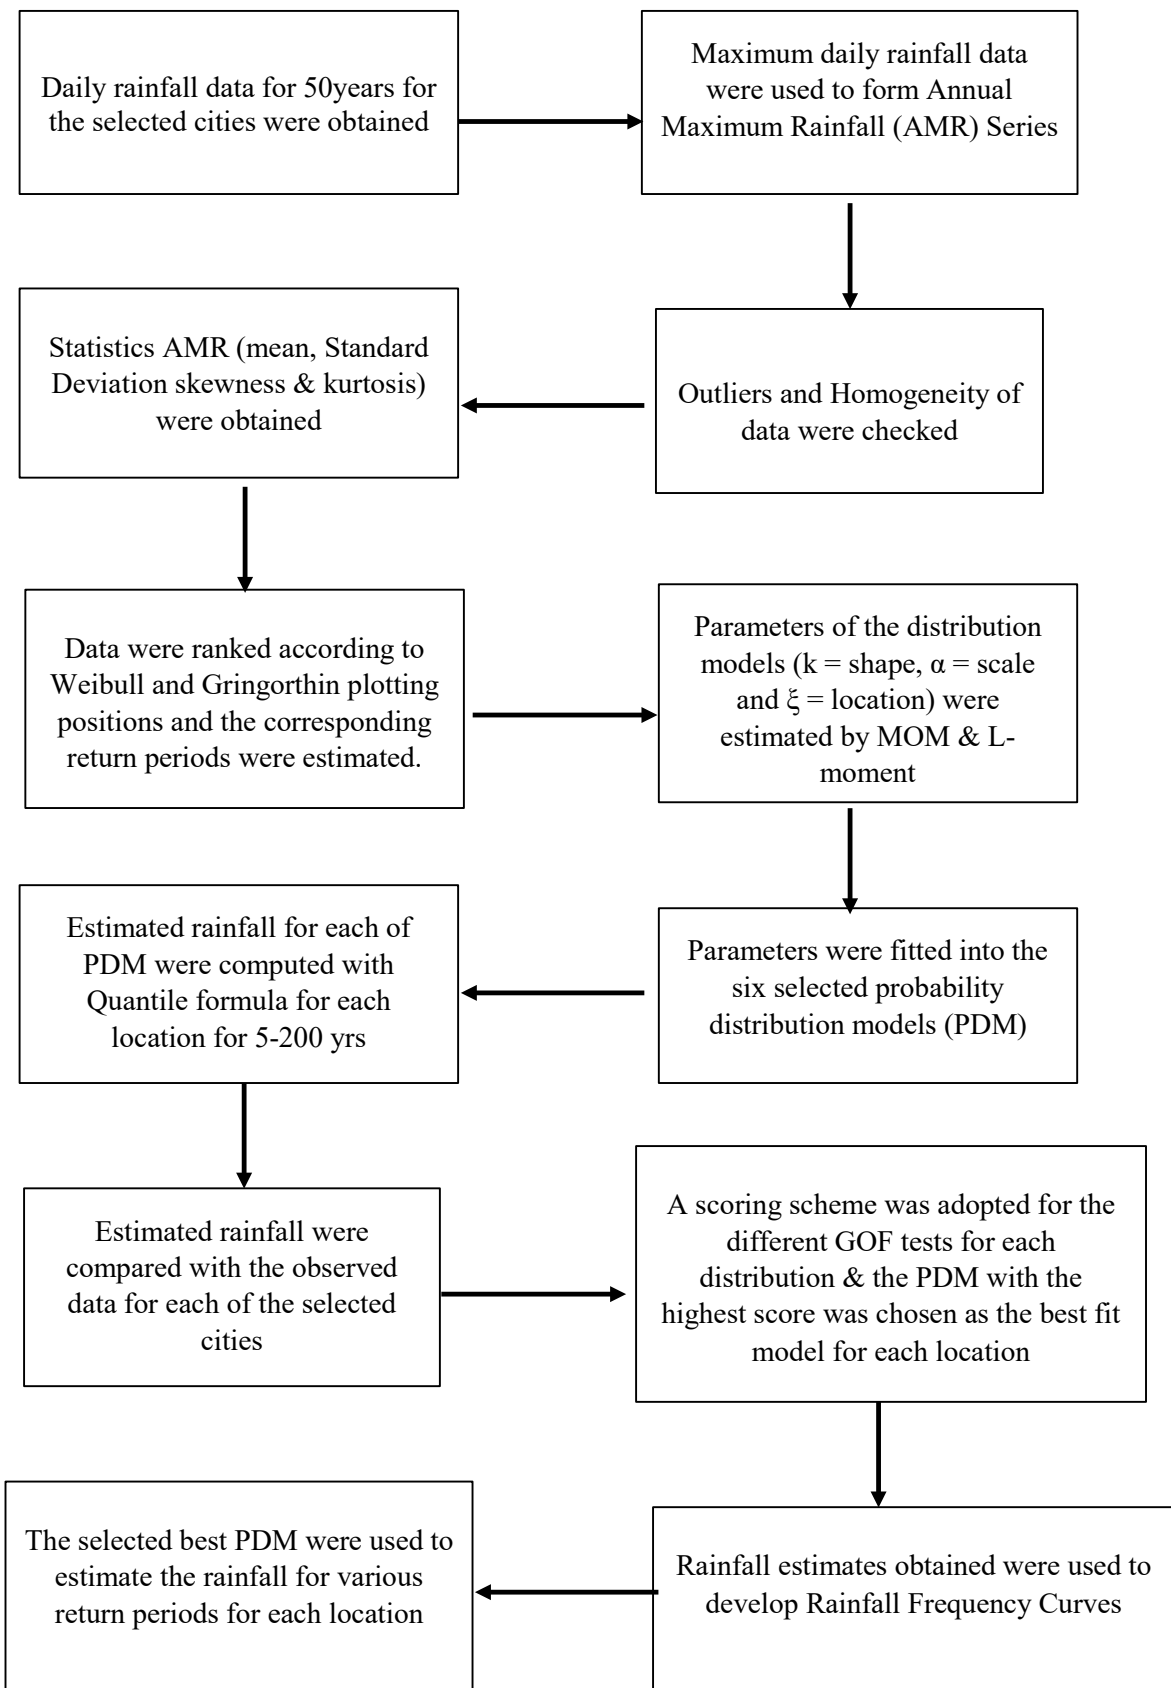 Daily rainfall data for 50years for
the selected cities were obtained
Maximum daily rainfall data
were used to form Annual
Maximum Rainfall (AMR) Series
Outliers and Homogeneity of
data were checked
Statistics AMR (mean, Standard
Deviation skewness & kurtosis)
were obtained
Data were ranked according to
Weibull and Gringorthin plotting
positions and the corresponding
return periods were estimated.
Parameters of the distribution
models (k = shape, α = scale
and ξ = location) were
estimated by MOM & L-
moment
Parameters were fitted into the
six selected probability
distribution models (PDM)
Estimated rainfall for each of
PDM were computed with
Quantile formula for each
location for 5-200 yrs
Estimated rainfall were
compared with the observed
data for each of the selected
cities
A scoring scheme was adopted for the
different GOF tests for each
distribution & the PDM with the
highest score was chosen as the best fit
model for each location
Rainfall estimates obtained were used to
develop Rainfall Frequency Curves
The selected best PDM were used to
estimate the rainfall for various
return periods for each location